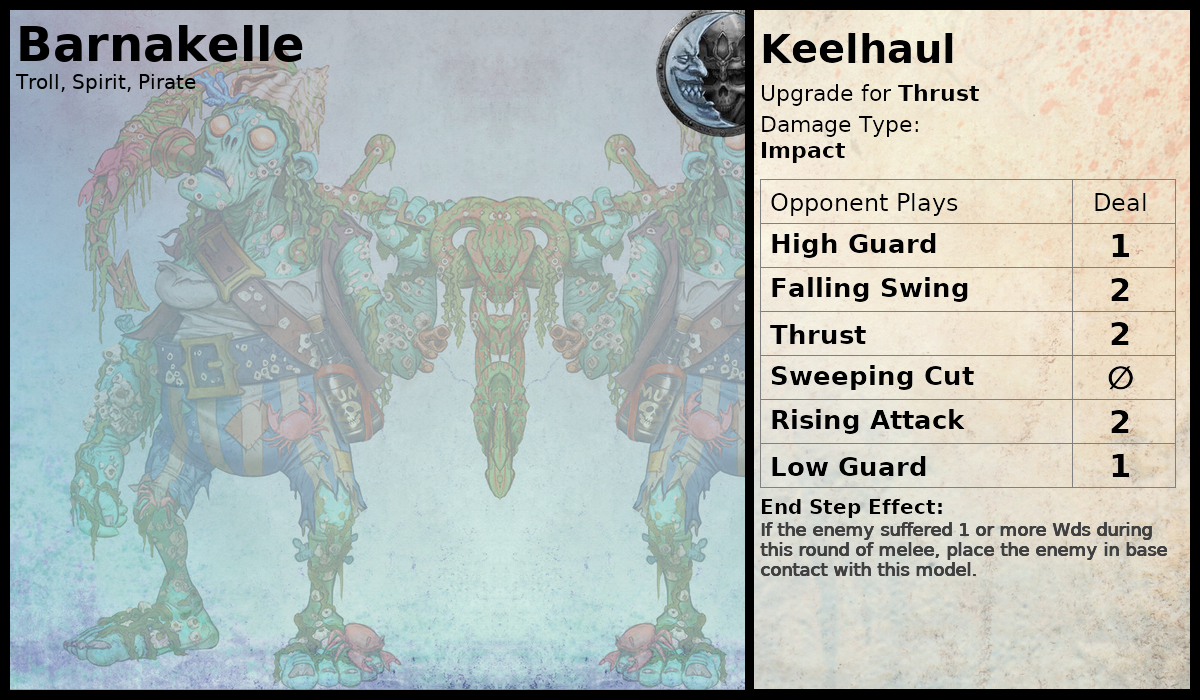 Barnakelle
Troll, Spirit, Pirate
Keelhaul
Upgrade for Thrust
Damage Type:
Impact
Opponent Plays Deal
High Guard 1
Falling Swing 2
Thrust 2
Sweeping Cut ∅
Rising Attack 2
Low Guard 1
End Step Effect:
If the enemy suffered 1 or more Wds during
this round of melee, place the enemy in base
contact with this model.